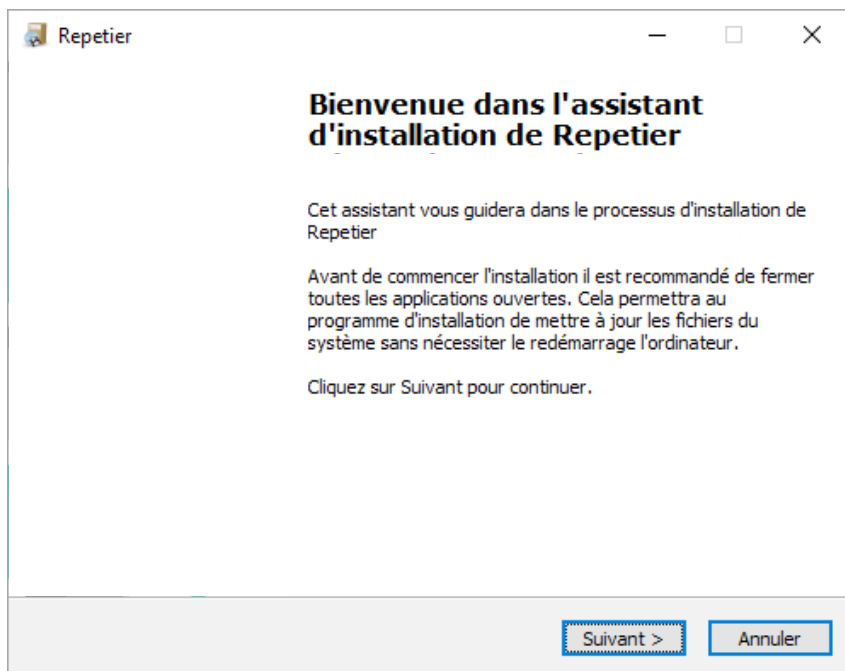 Repetier
Bienvenue dans l'assistant
d'installation de Repetier
Cet assistant vous guidera dans le processus d'installation de
Repetier
Avant de commencer l'installation il est recommandé de fermer
toutes les applications ouvertes. Cela permettra au
programme d'installation de mettre à jour les fichiers du
système sans nécessiter le redémarrage l'ordinateur.
Cliquez sur Suivant pour continuer.
Suivant >
Annuler